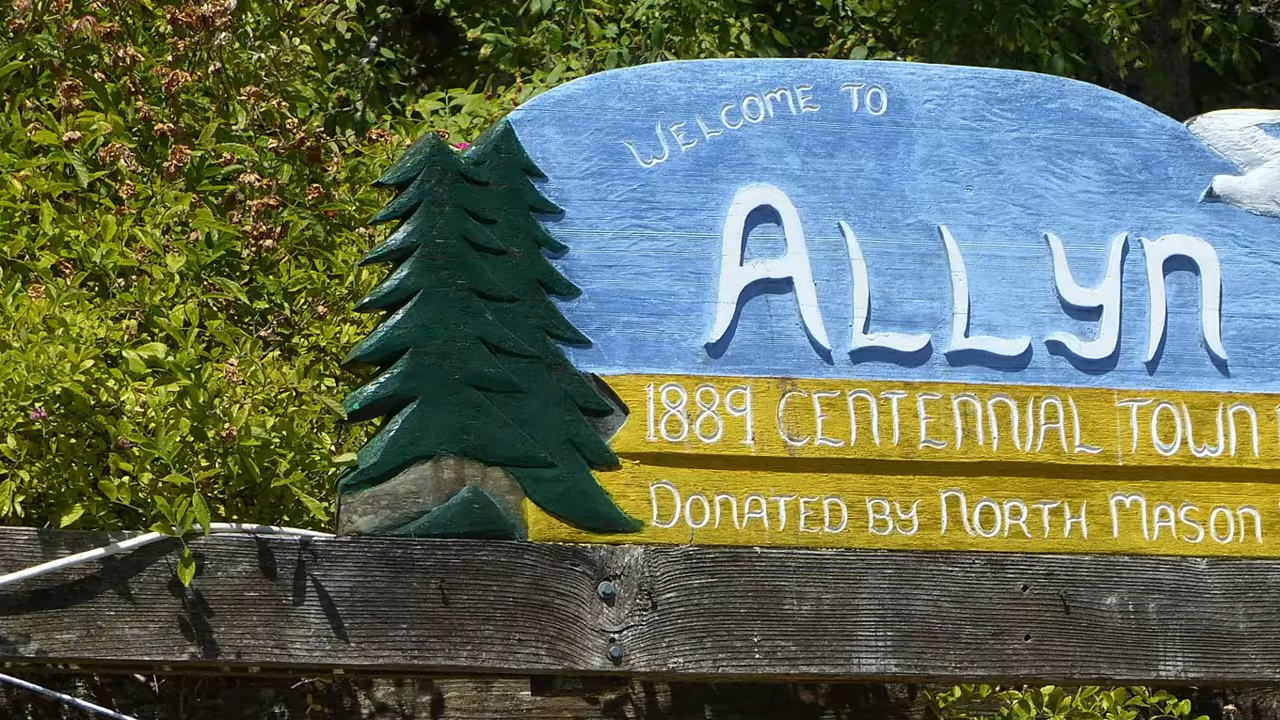 WELCOME TO
ALLYN
1889 CENTENNIAL TOWN
DONATED BY NORTH MASON